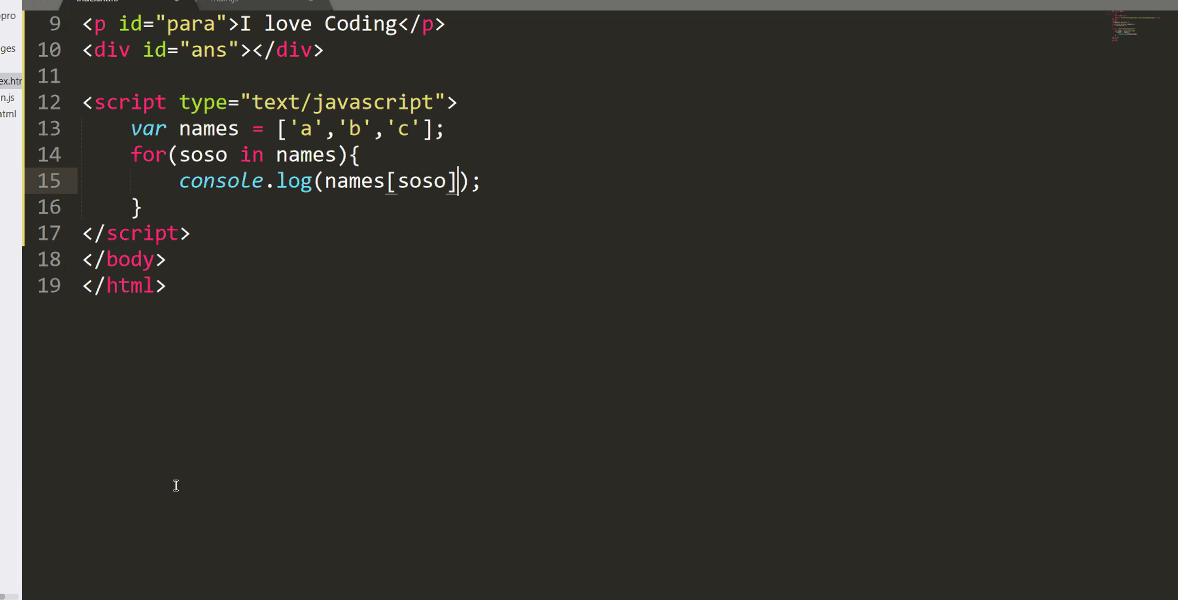 pro
ges
ex.htm
n.js
html
9 <p id="para">I love Coding</p>
10 <div id="ans"></div>
11
12 <script type="text/javascript">
13 var names = ['a','b','c'];
14 for(soso in names){
15 console.log(names[soso]);
16 }
17 </script>
18 </body>
19 </html>